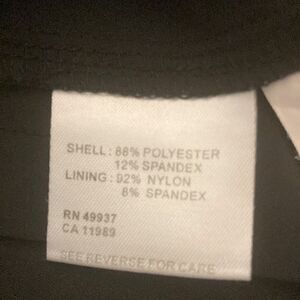 SHELL: 88% POLYESTER
12% SPANDEX
LINING: 92% NYLON
8% SPANDEX
RN 49937
CA 11989
SEE REVERSE FOR CARE